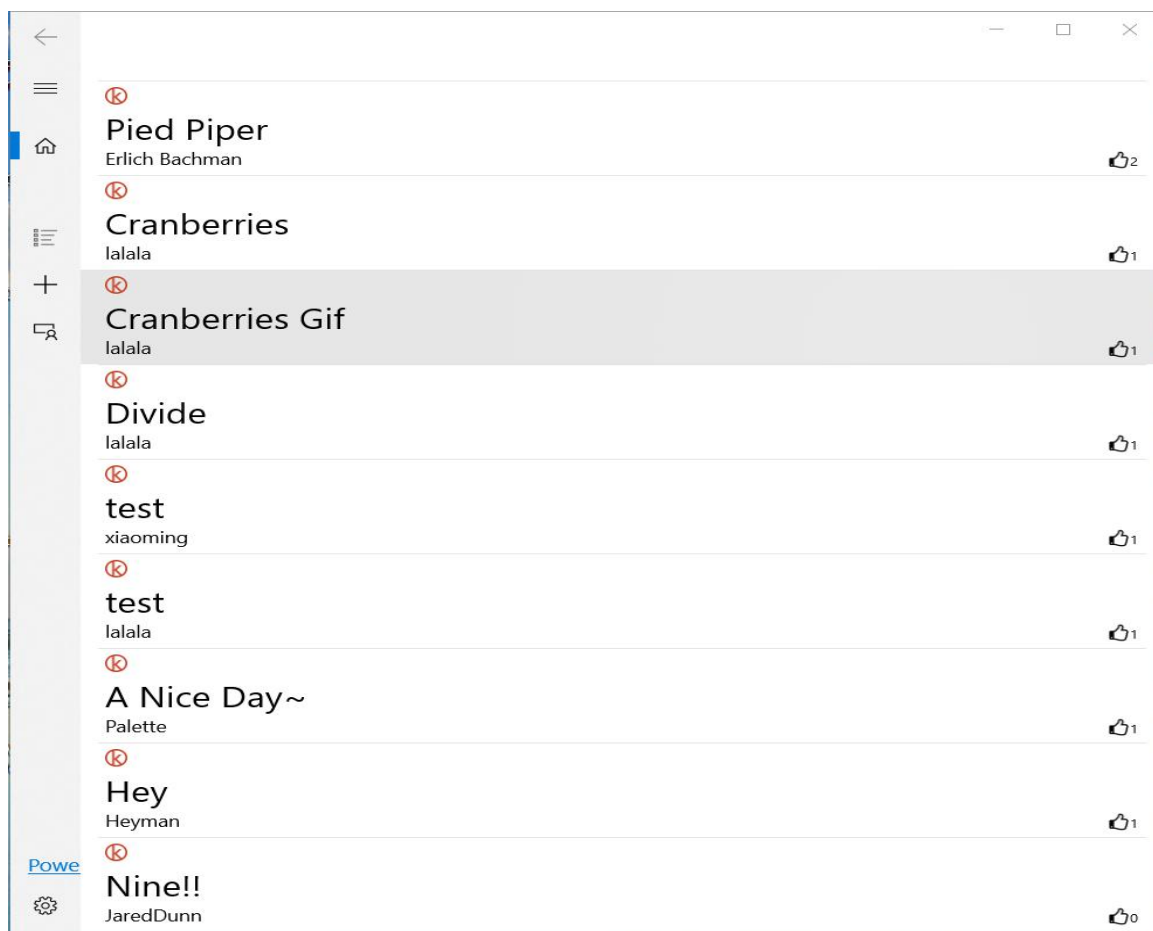 Pied Piper
Erlich Bachman
2
Cranberries
lalala
1
Cranberries Gif
lalala
1
Divide
lalala
1
test
xiaoming
1
test
lalala
1
A Nice Day~
Palette
1
Hey
Heyman
1
Powe
Nine!!
JaredDunn
0